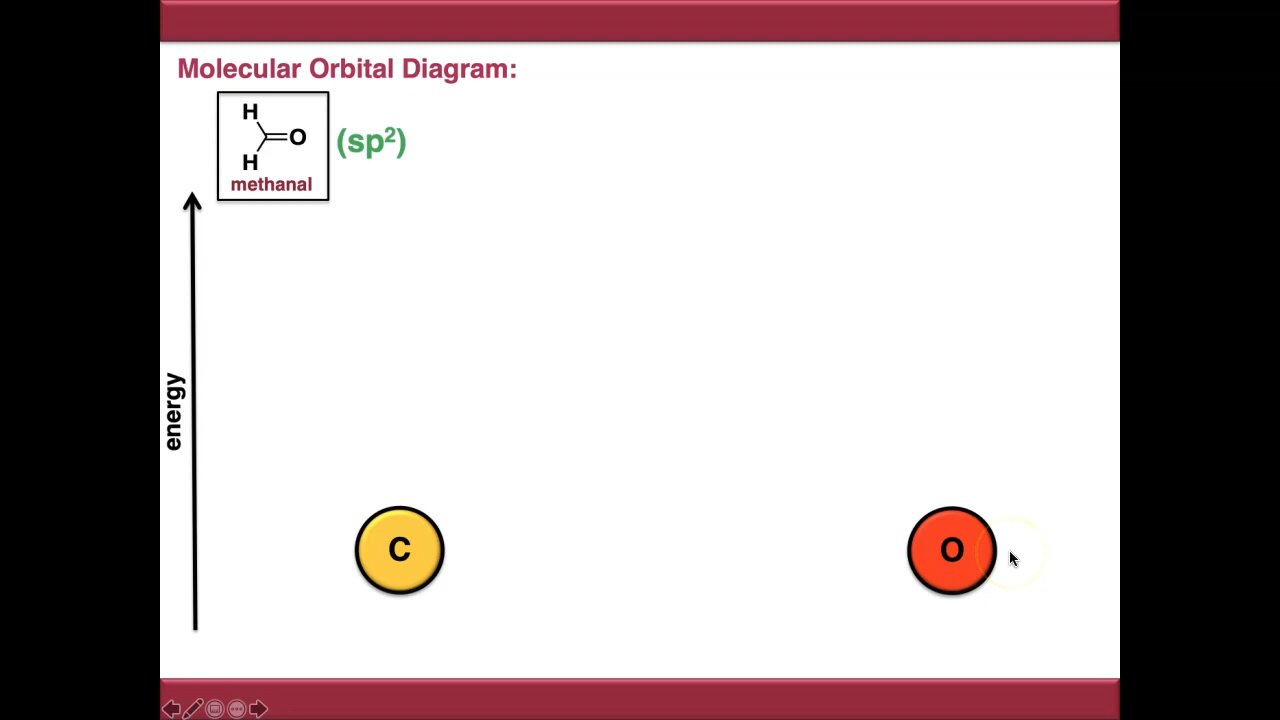 Molecular Orbital Diagram:
H
O
H
methanal
(sp²)
energy
C
O